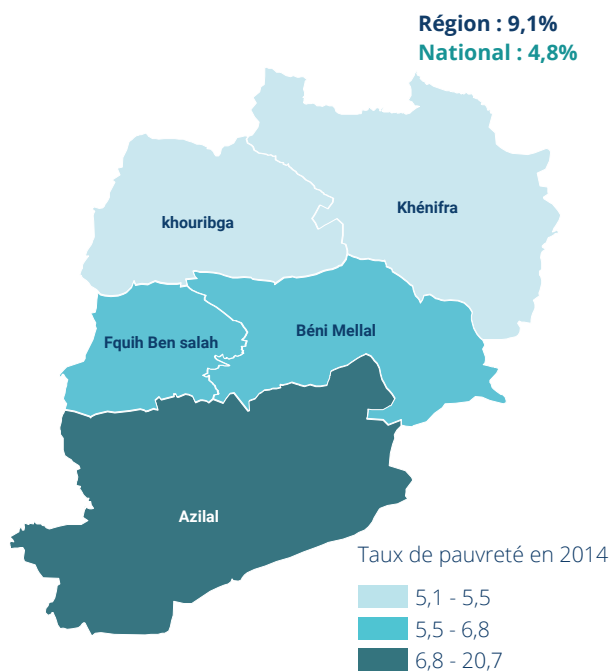 Région : 9,1%
National : 4,8%
khouribga
Khénifra
Fquih Ben salah
Béni Mellal
Azilal
Taux de pauvreté en 2014
5,1 - 5,5
5,5 - 6,8
6,8 - 20,7